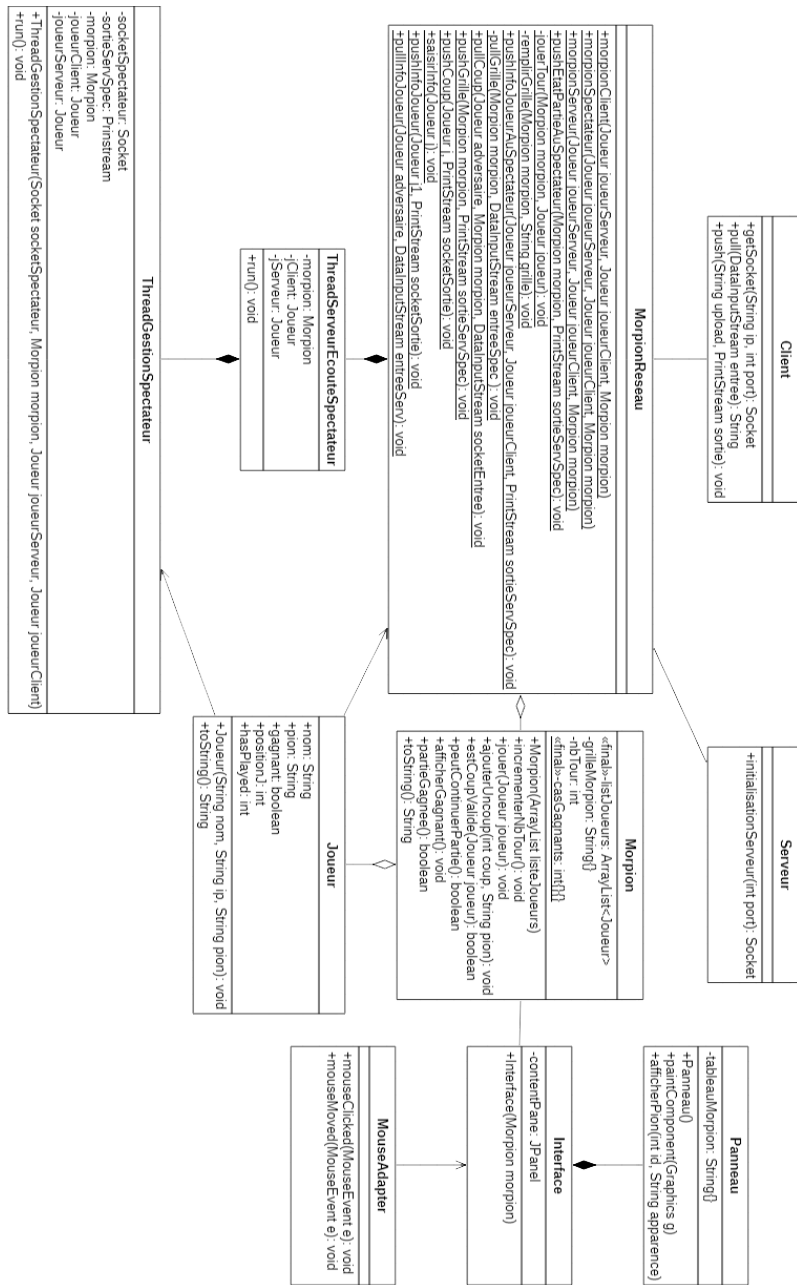 Client
+getSocket(String ip, int port): Socket
+pull(DataInputStream entree): String
+push(String upload, PrintStream sortie): void
Serveur
+initialisationServeur(int port): Socket
Panneau
-tableauMorpion: String[]
+Panneau()
+paintComponent(Graphics g)
+afficherPion(int id, String apparence)
MorpionReseau
+morpionClient(Joueur joueurServeur, Joueur joueurClient, Morpion morpion)
+morpionSpectateur(Joueur joueurServeur, Joueur joueurClient, Morpion morpion)
+morpionServeur(Joueur joueurServeur, Joueur joueurClient, Morpion morpion)
+pushEtatPartieAuSpectateur(Morpion morpion, PrintStream sortieServSpec): void
-jouerTour(Morpion morpion, Joueur joueur): void
-remplirGrille(Morpion morpion, String grille): void
+pushInfoJoueurAuSpectateur(Joueur joueurServeur, Joueur joueurClient, PrintStream sortieServSpec): void
-pullGrille(Morpion morpion, DataInputStream entreeSpec ): void
+pullCoup(Joueur adversaire, Morpion morpion, DataInputStream socketEntree): void
+pushGrille(Morpion morpion, PrintStream sortieServSpec): void
+pushCoup(Joueur j, PrintStream socketSortie): void
+saisirInfo(Joueur j): void
+pushInfoJoueur(Joueur j1, PrintStream socketSortie): void
+pullInfoJoueur(Joueur adversaire, DataInputStream entreeServ): void
Morpion
«final»-listJoueurs: ArrayList<Joueur>
-grilleMorpion: String[]
-nbTour: int
«final»-casGagnants: int[][]
+Morpion(ArrayList listeJoueurs)
+incrementerNbTour(): void
+jouer(Joueur joueur): void
+ajouterUncoup(int coup, String pion): void
+estCoupValide(Joueur joueur): boolean
+peutContinuerPartie(): boolean
+afficherGagnant(): void
+partieGagnee(): boolean
+toString(): String
Interface
-contentPane: JPanel
+Interface(Morpion morpion)
ThreadServeurEcouteSpectateur
-morpion: Morpion
-jClient: Joueur
-jServeur: Joueur
+run(): void
Joueur
+nom: String
+pion: String
+gagnant: boolean
+positionJ: int
+hasPlayed: int
+Joueur(String nom, String ip, String pion): void
+toString(): String
MouseAdapter
+mouseClicked(MouseEvent e): void
+mouseMoved(MouseEvent e): void
ThreadGestionSpectateur
-socketSpectateur: Socket
-sortieServSpec: Prinstream
-morpion: Morpion
-joueurClient: Joueur
-joueurServeur: Joueur
+ThreadGestionSpectateur(Socket socketSpectateur, Morpion morpion, Joueur joueurServeur, Joueur joueurClient)
+run(): void